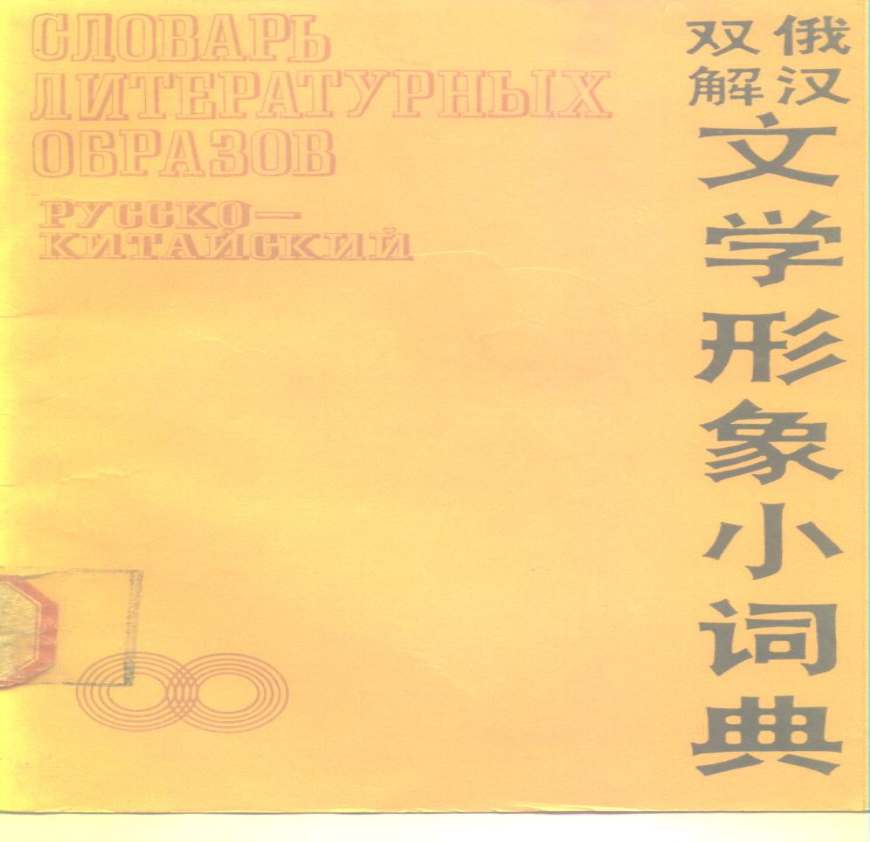 СЛОВАРЬ
ЛИТЕРАТУРНЫХ
ОБРАЗОВ
РУССКО—
КИТАЙСКИЙ
俄汉
双解
文学形象小词典